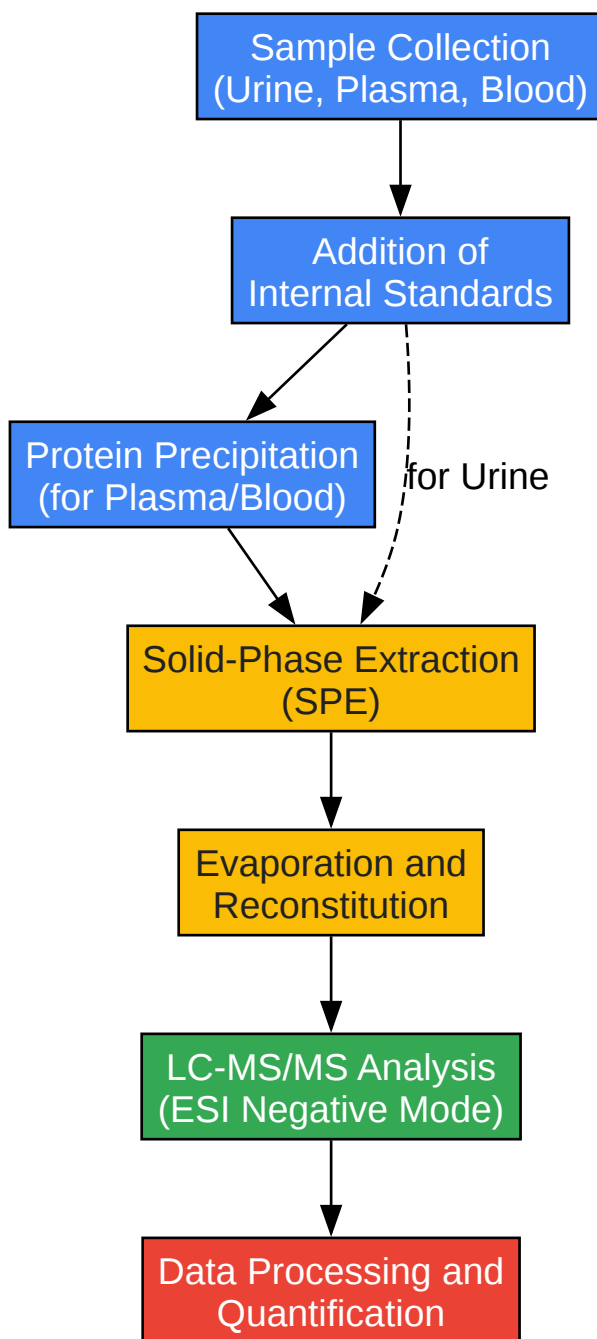 Sample Collection
(Urine, Plasma, Blood)
Addition of
Internal Standards
Protein Precipitation
(for Plasma/Blood)
for Urine
Solid-Phase Extraction
(SPE)
Evaporation and
Reconstitution
LC-MS/MS Analysis
(ESI Negative Mode)
Data Processing and
Quantification